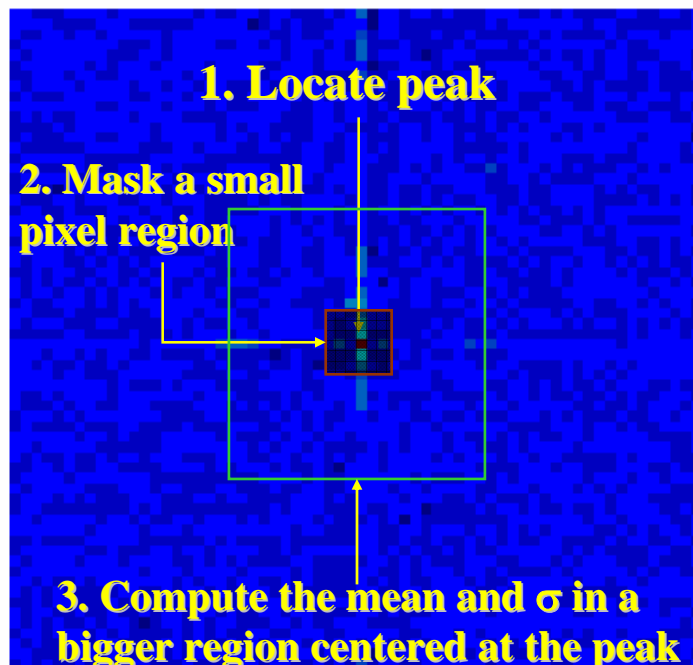 1. Locate peak
2. Mask a small
pixel region
3. Compute the mean and σ in a
bigger region centered at the peak